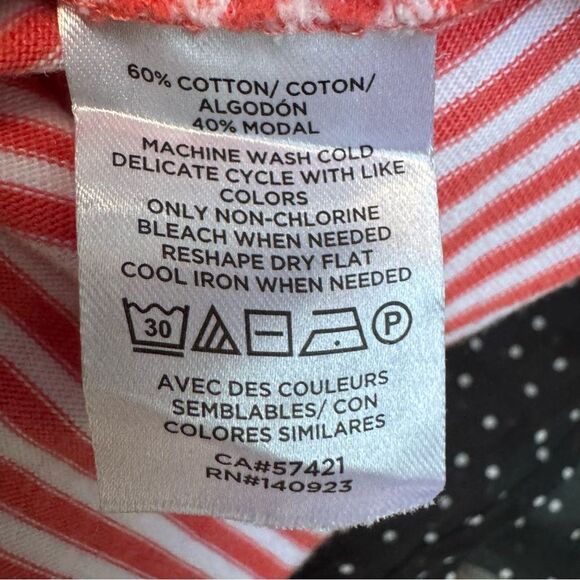 60% COTTON/ COTON/
ALGODÓN
40% MODAL
MACHINE WASH COLD
DELICATE CYCLE WITH LIKE
COLORS
ONLY NON-CHLORINE
BLEACH WHEN NEEDED
RESHAPE DRY FLAT
COOL IRON WHEN NEEDED
30 P
AVEC DES COULEURS
SEMBLABLES/ CON
COLORES SIMILARES
CA#57421
RN#140923